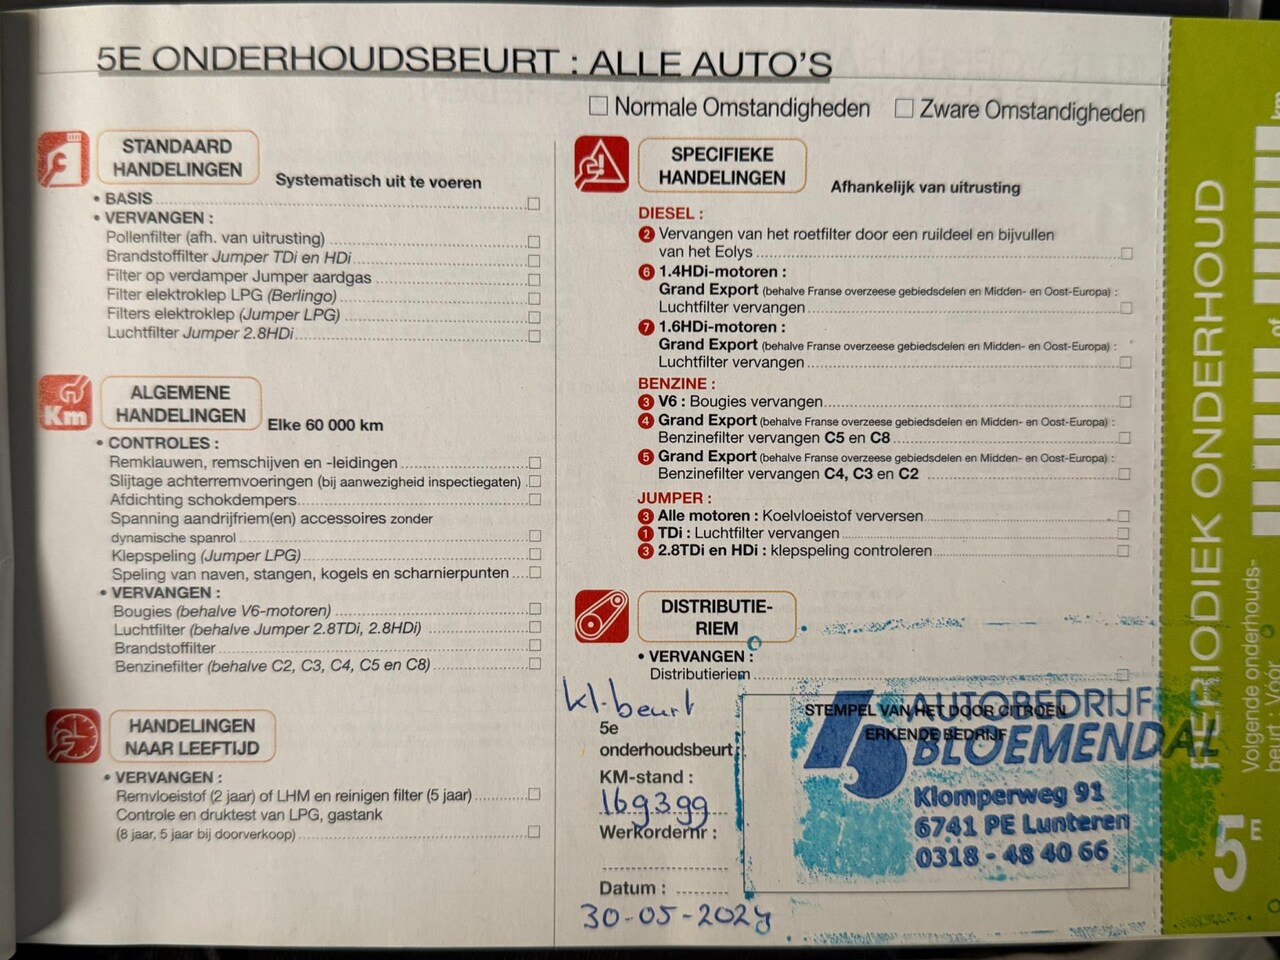 5E ONDERHOUDSBEURT : ALLE AUTO'S
Normale Omstandigheden
Zware Omstandigheden
STANDAARD
HANDELINGEN
Systematisch uit te voeren
• BASIS
• VERVANGEN :
Pollenfilter (afh. van uitrusting)
Brandstoffilter Jumper TDi en HDi
Filter op verdamper Jumper aardgas
Filter elektroklep LPG (Berlingo)
Filters elektroklep (Jumper LPG)
Luchtfilter Jumper 2.8HDi
Km
ALGEMENE
HANDELINGEN
Elke 60 000 km
• CONTROLES :
Remklauwen, remschijven en -leidingen
Slijtage achterremvoeringen (bij aanwezigheid inspectiegaten)
Afdichting schokdempers
Spanning aandrijfriem(en) accessoires zonder
dynamische spanrol
Klepspeling (Jumper LPG)
Speling van naven, stangen, kogels en scharnierpunten
• VERVANGEN :
Bougies (behalve V6-motoren)
Luchtfilter (behalve Jumper 2.8TDi, 2.8HDi)
Brandstoffilter
Benzinefilter (behalve C2, C3, C4, C5 en C8)
HANDELINGEN
NAAR LEEFTIJD
• VERVANGEN :
Remvloeistof (2 jaar) of LHM en reinigen filter (5 jaar)
Controle en druktest van LPG, gastank
(8 jaar, 5 jaar bij doorverkoop)
SPECIFIEKE
HANDELINGEN
Afhankelijk van uitrusting
DIESEL :
2 Vervangen van het roetfilter door een ruildeel en bijvullen
van het Eolys
6 1.4HDi-motoren :
Grand Export (behalve Franse overzeese gebiedsdelen en Midden- en Oost-Europa) :
Luchtfilter vervangen
7 1.6HDi-motoren :
Grand Export (behalve Franse overzeese gebiedsdelen en Midden- en Oost-Europa) :
Luchtfilter vervangen
BENZINE :
3 V6 : Bougies vervangen
4 Grand Export (behalve Franse overzeese gebiedsdelen en Midden- en Oost-Europa) :
Benzinefilter vervangen C5 en C8
5 Grand Export (behalve Franse overzeese gebiedsdelen en Midden- en Oost-Europa) :
Benzinefilter vervangen C4, C3 en C2
JUMPER :
3 Alle motoren : Koelvloeistof verversen
1 TDi : Luchtfilter vervangen
3 2.8TDi en HDi : klepspeling controleren
DISTRIBUTIE-
RIEM
• VERVANGEN :
Distributieriem
kl. beurt
5e
onderhoudsbeurt
KM-stand :
169399
Werkordernr :
Datum :
30-05-2024
STEMPEL VAN HET DOOR CITROËN
ERKENDE BEDRIJF
AUTOBEDRIJF
BLOEMENDAL
Klomperweg 91
6741 PE Lunteren
0318 - 48 40 66
PERIODIEK ONDERHOUD
5E
km
of
Volgende onderhouds-
beurt : Vóór